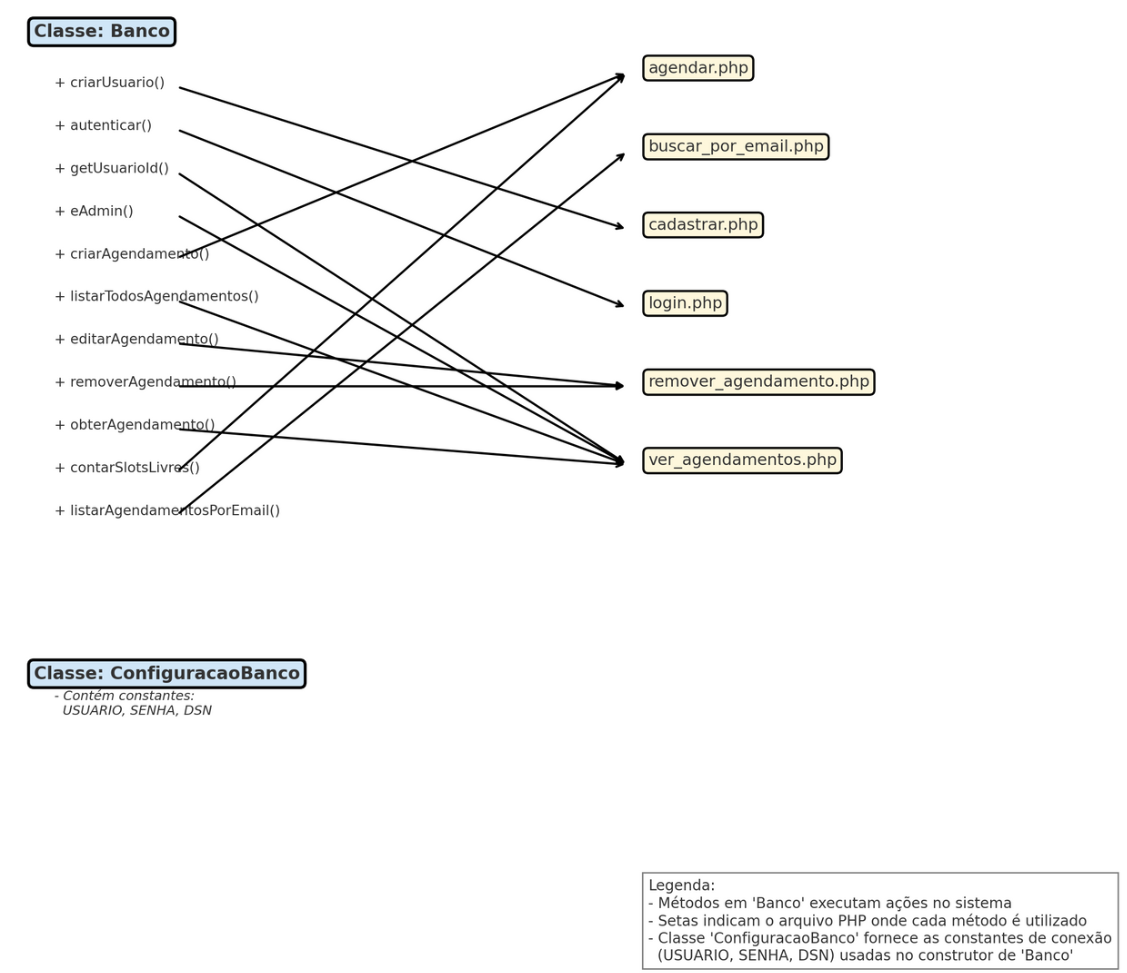 Classe: Banco
+ criarUsuario()
+ autenticar()
+ getUsuarioId()
+ eAdmin()
+ criarAgendamento()
+ listarTodosAgendamentos()
+ editarAgendamento()
+ removerAgendamento()
+ obterAgendamento()
+ contarSlotsLivres()
+ listarAgendamentosPorEmail()
agendar.php
buscar_por_email.php
cadastrar.php
login.php
remover_agendamento.php
ver_agendamentos.php
Classe: ConfiguracaoBanco
- Contém constantes:
USUARIO, SENHA, DSN
Legenda:
- Métodos em 'Banco' executam ações no sistema
- Setas indicam o arquivo PHP onde cada método é utilizado
- Classe 'ConfiguracaoBanco' fornece as constantes de conexão
(USUARIO, SENHA, DSN) usadas no construtor de 'Banco'